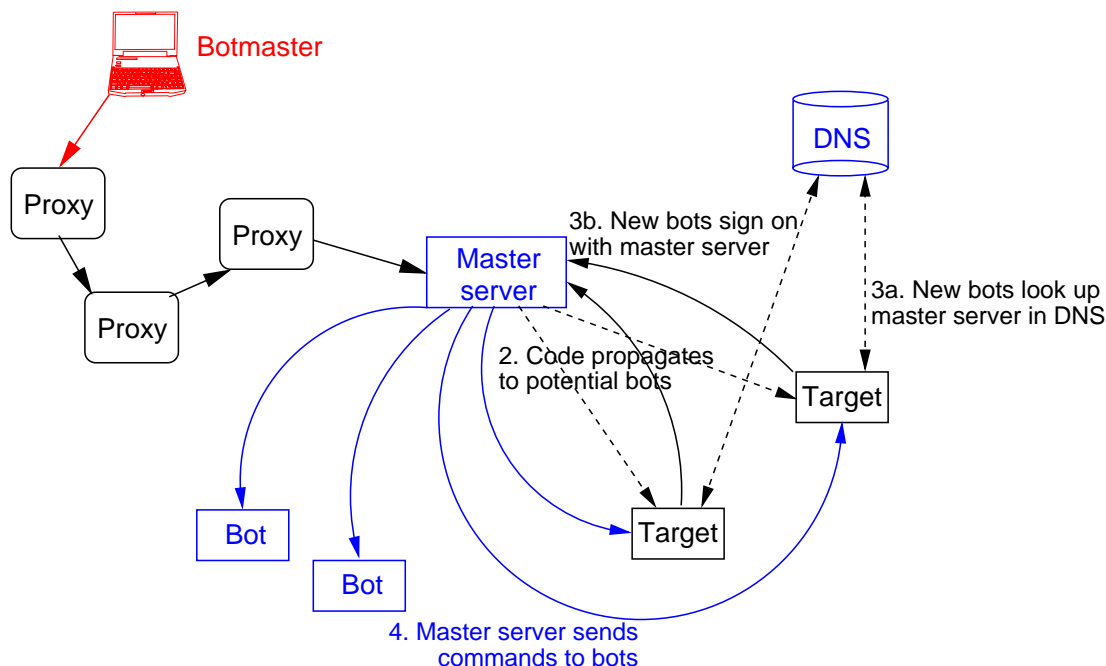 Botmaster
DNS
Proxy
Proxy
3b. New bots sign on
with master server
Master
server
3a. New bots look up
master server in DNS
Proxy
2. Code propagates
to potential bots
Target
Bot
Target
Bot
4. Master server sends
commands to bots